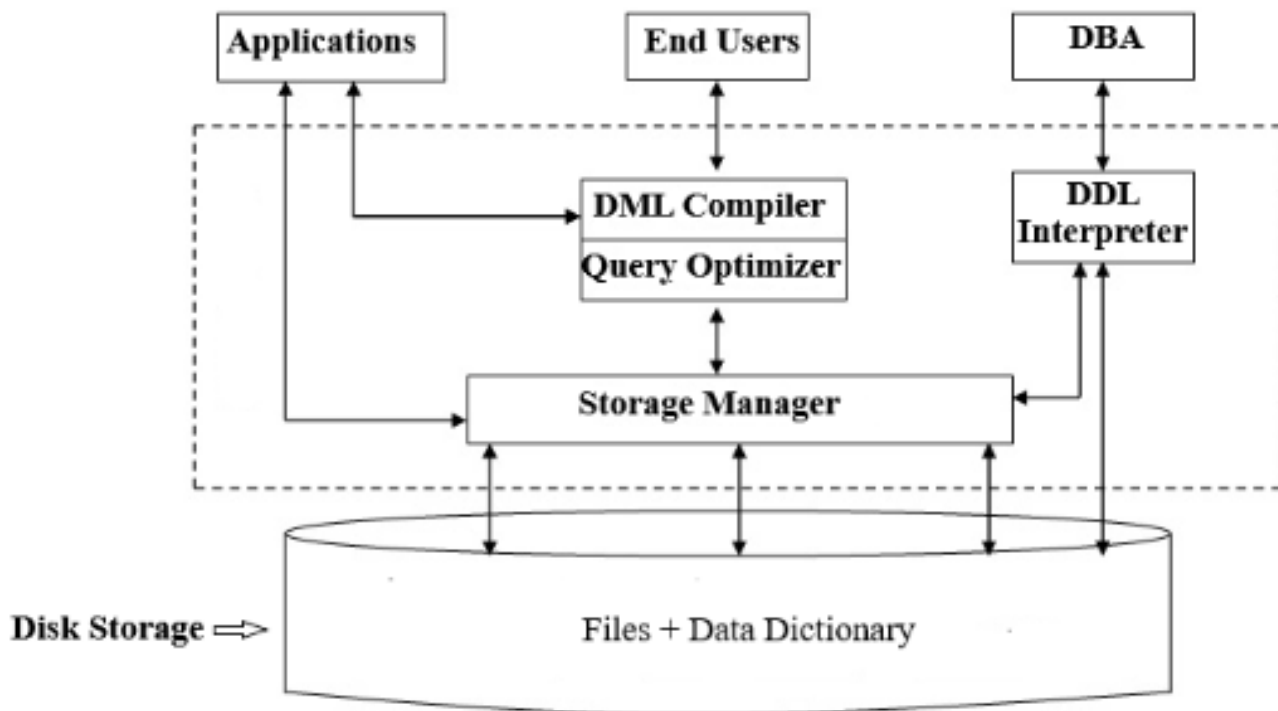 Applications
End Users
DBA
DML Compiler
Query Optimizer
DDL
Interpreter
Storage Manager
Disk Storage
Files + Data Dictionary